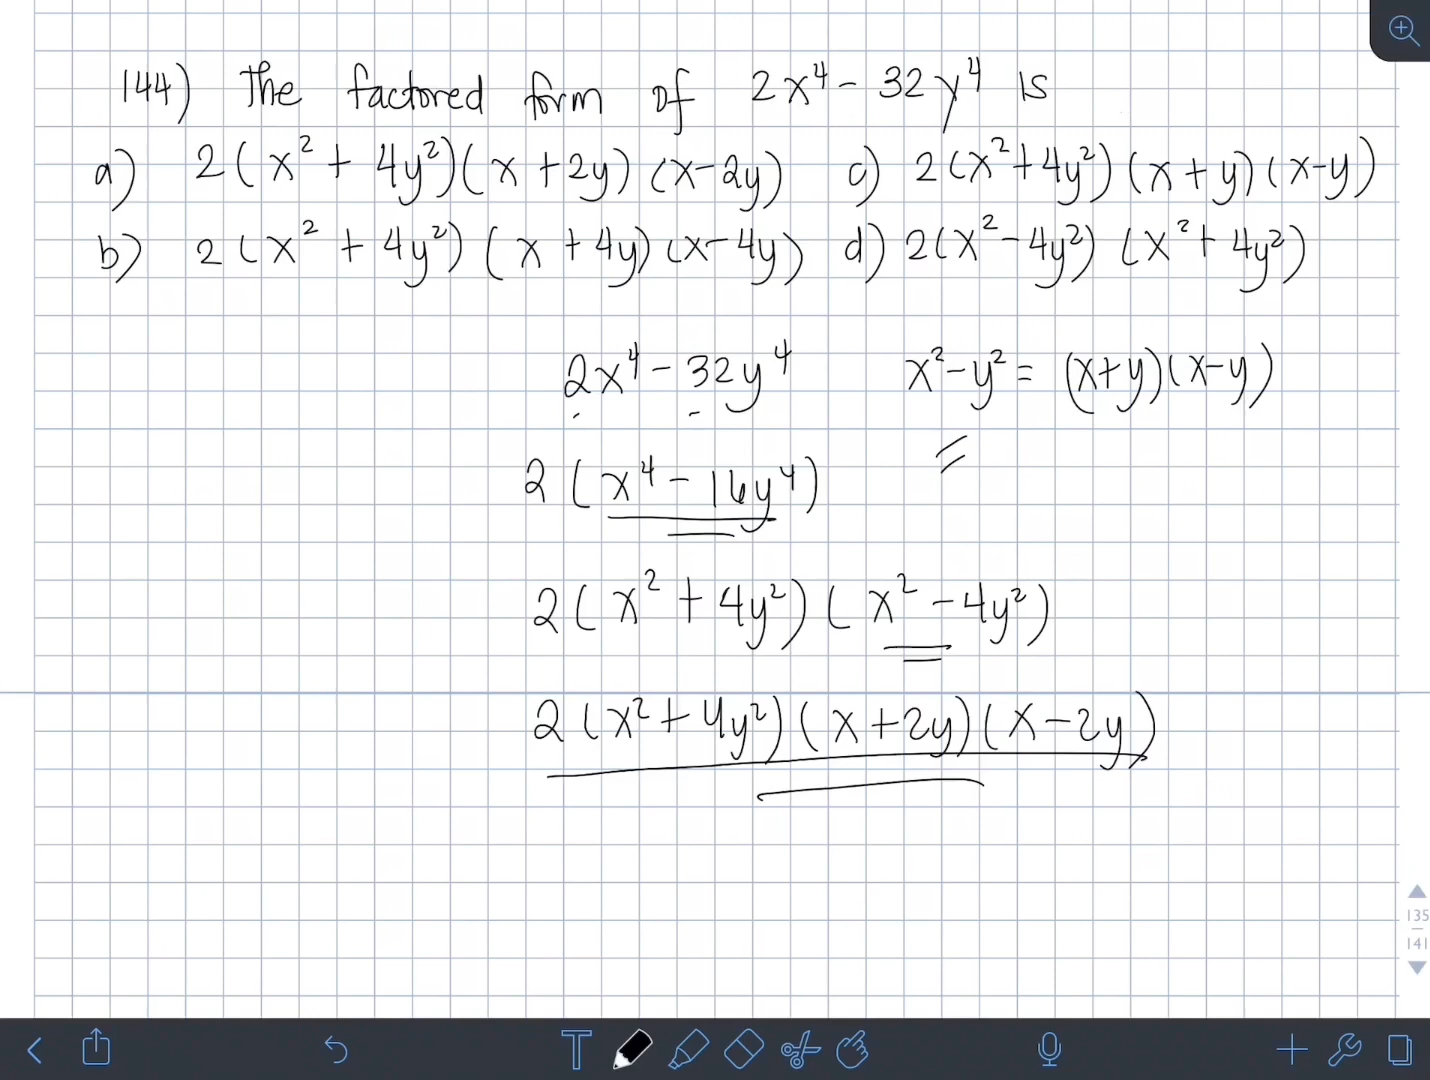 144) The factored form of 2x⁴ - 32y⁴ is
a) 2(x² + 4y²)(x + 2y)(x - 2y) c) 2(x² + 4y²)(x + y)(x - y)
b) 2(x² + 4y²)(x + 4y)(x - 4y) d) 2(x² - 4y²)(x² + 4y²)
2x⁴ - 32y⁴ x² - y² = (x + y)(x - y)
2(x⁴ - 16y⁴)
2(x² + 4y²)(x² - 4y²)
2(x² + 4y²)(x + 2y)(x - 2y)
135
141
T